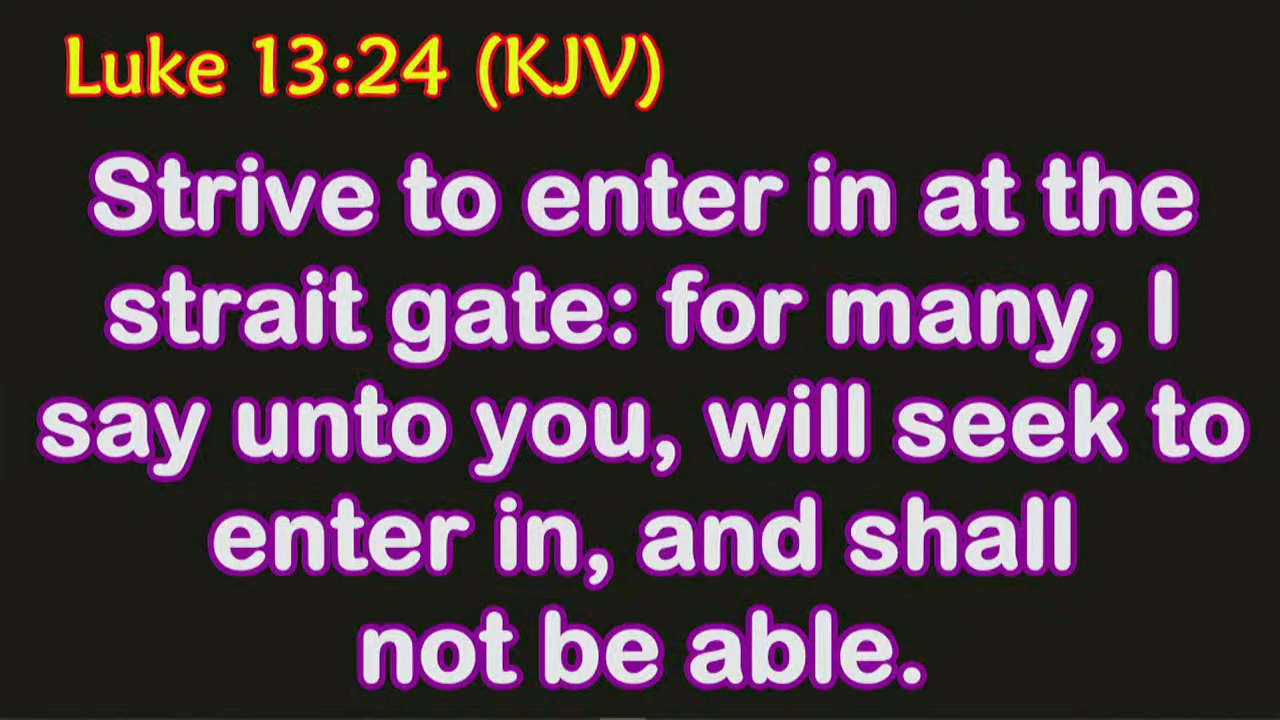 Luke 13:24 (KJV)
Strive to enter in at the
strait gate: for many, I
say unto you, will seek to
enter in, and shall
not be able.